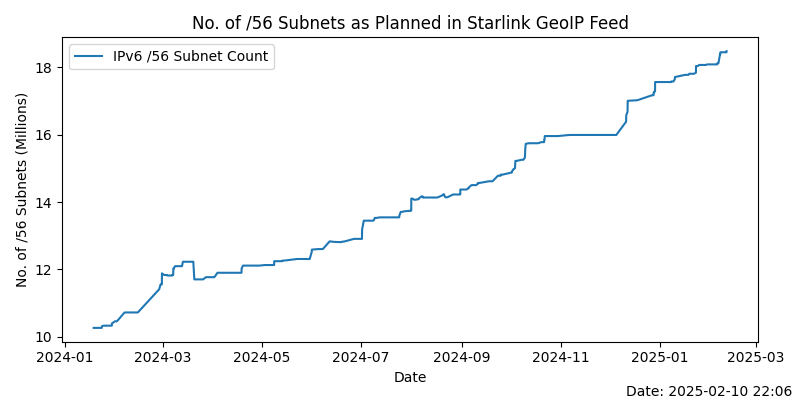 No. of /56 Subnets as Planned in Starlink GeoIP Feed
IPv6 /56 Subnet Count
No. of /56 Subnets (Millions)
18
16
14
12
10
2024-01 2024-03 2024-05 2024-07 2024-09 2024-11 2025-01 2025-03
Date
Date: 2025-02-10 22:06